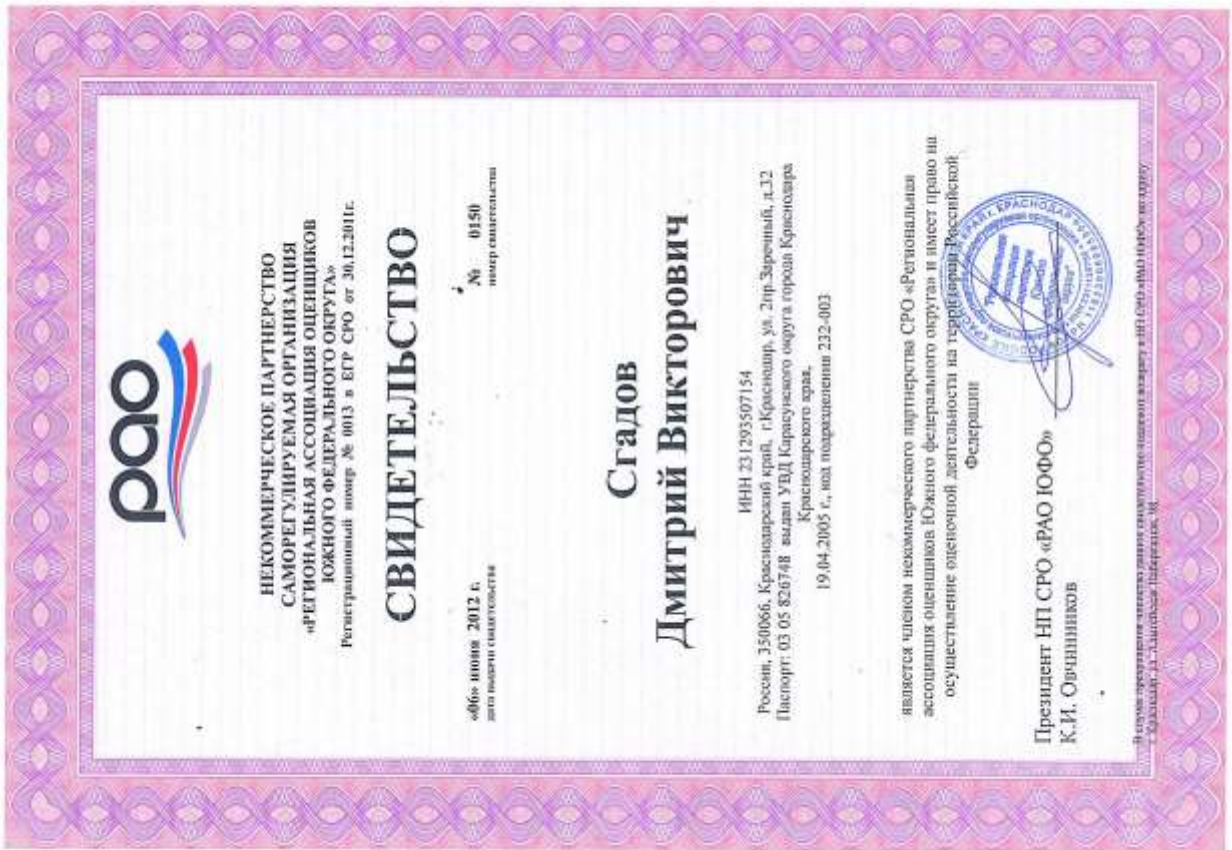 рао
НЕКОММЕРЧЕСКОЕ ПАРТНЕРСТВО
САМОРЕГУЛИРУЕМАЯ ОРГАНИЗАЦИЯ
«РЕГИОНАЛЬНАЯ АССОЦИАЦИЯ ОЦЕНЩИКОВ
ЮЖНОГО ФЕДЕРАЛЬНОГО ОКРУГА»
Регистрационный номер № 0013 в ЕГР СРО от 30.12.2011г.
СВИДЕТЕЛЬСТВО
«06» июня 2012 г. № 0150
дата выдачи свидетельства номер свидетельства
Сгадов
Дмитрий Викторович
ИНН 231293507154
Россия, 350066, Краснодарский край, г.Краснодар, ул. 2пр.Заречный, д.32
Паспорт: 03 05 826748 выдан УВД Карасунского округа города Краснодара
Краснодарского края,
19.04.2005 г., код подразделения 232-003
является членом некоммерческого партнерства СРО «Региональная
ассоциация оценщиков Южного федерального округа» и имеет право на
осуществление оценочной деятельности на территории Российской
Федерации
Президент НП СРО «РАО ЮФО»
К.И. Овчинников